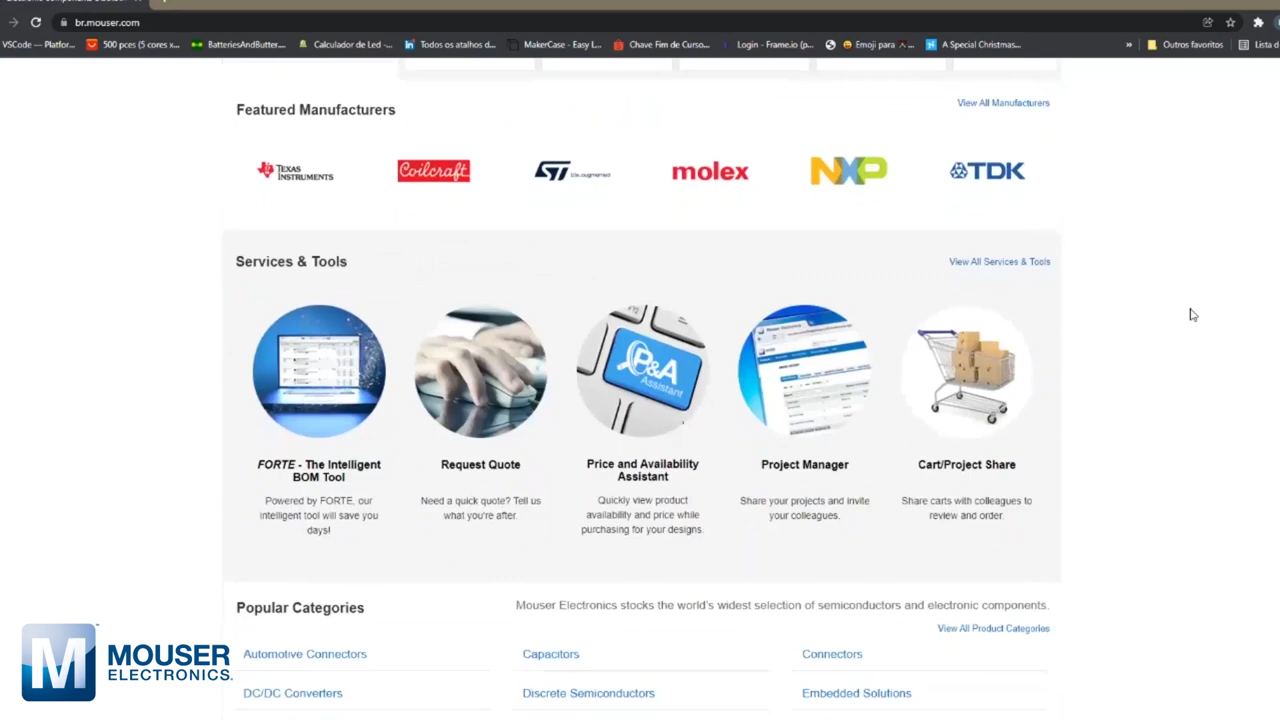 br.mouser.com
VSCode — Platfor...
500 pces (5 cores x...
BatteriesAndButter...
Calculador de Led -...
Todos os atalhos d...
MakerCase - Easy L...
Chave Fim de Curso...
Login - Frame.io (p...
Emoji para
A Special Christmas...
»
Outros favoritos
Lista d
Featured Manufacturers
View All Manufacturers
TEXAS INSTRUMENTS
Coilcraft
ST life.augmented
molex
NXP
TDK
Services & Tools
View All Services & Tools
P&A
Assistant
FORTE - The Intelligent
BOM Tool
Powered by FORTE, our
intelligent tool will save you
days!
Request Quote
Need a quick quote? Tell us
what you're after.
Price and Availability
Assistant
Quickly view product
availability and price while
purchasing for your designs.
Project Manager
Share your projects and invite
your colleagues.
Cart/Project Share
Share carts with colleagues to
review and order.
Popular Categories
Mouser Electronics stocks the world's widest selection of semiconductors and electronic components.
View All Product Categories
Automotive Connectors
Capacitors
Connectors
DC/DC Converters
Discrete Semiconductors
Embedded Solutions
M
MOUSER
ELECTRONICS.